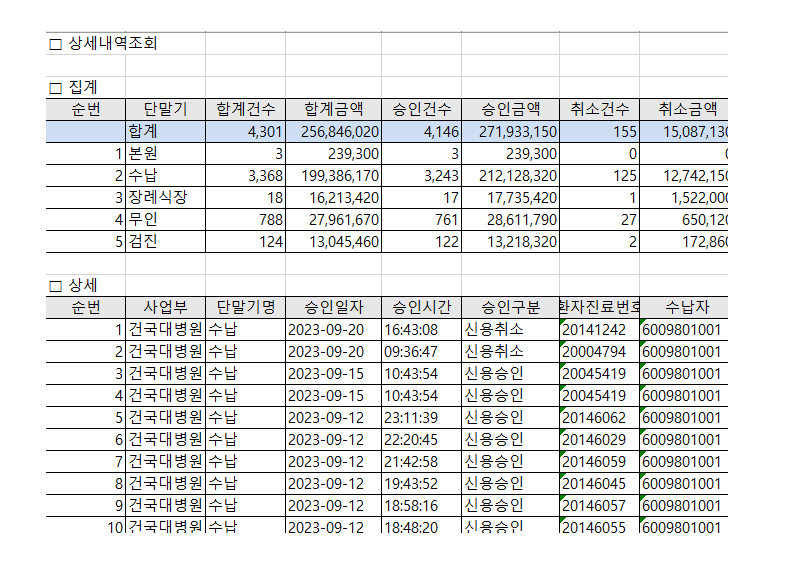 □ 상세내역조회
□ 집계
순번 단말기 합계건수 합계금액 승인건수 승인금액 취소건수 취소금액
합계 4,301 256,846,020 4,146 271,933,150 155 15,087,130
1 본원 3 239,300 3 239,300 0 0
2 수납 3,368 199,386,170 3,243 212,128,320 125 12,742,150
3 장례식장 18 16,213,420 17 17,735,420 1 1,522,000
4 무인 788 27,961,670 761 28,611,790 27 650,120
5 검진 124 13,045,460 122 13,218,320 2 172,860
□ 상세
순번 사업부 단말기명 승인일자 승인시간 승인구분 환자진료번호 수납자
1 건국대병원 수납 2023-09-20 16:43:08 신용취소 20141242 6009801001
2 건국대병원 수납 2023-09-20 09:36:47 신용취소 20004794 6009801001
3 건국대병원 수납 2023-09-15 10:43:54 신용승인 20045419 6009801001
4 건국대병원 수납 2023-09-15 10:43:54 신용승인 20045419 6009801001
5 건국대병원 수납 2023-09-12 23:11:39 신용승인 20146062 6009801001
6 건국대병원 수납 2023-09-12 22:20:45 신용승인 20146029 6009801001
7 건국대병원 수납 2023-09-12 21:42:58 신용승인 20146059 6009801001
8 건국대병원 수납 2023-09-12 19:43:52 신용승인 20146045 6009801001
9 건국대병원 수납 2023-09-12 18:58:16 신용승인 20146057 6009801001
10 건국대병원 수납 2023-09-12 18:48:20 신용승인 20146055 6009801001